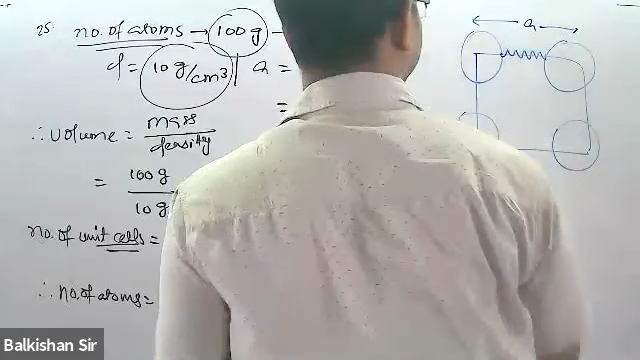 25. no. of atoms → 100 g -
d = 10 g/cm³ | a =
=
a
∴ volume = mass / density
= 100 g / 10 g
no. of unit cells =
∴ no. of atoms =
Balkishan Sir